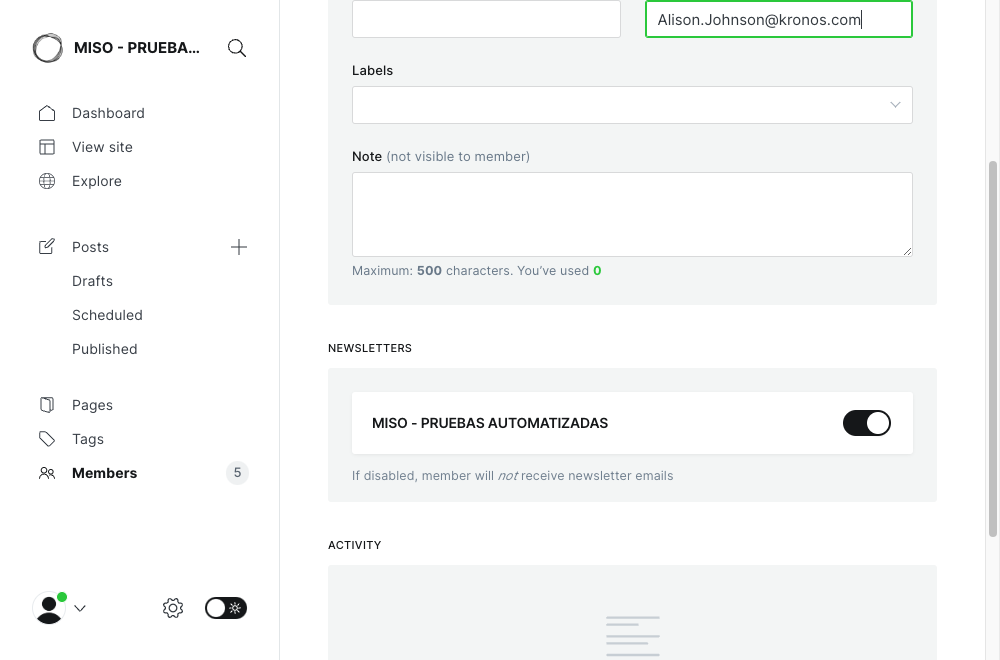 MISO - PRUEBA...
Dashboard
View site
Explore
Posts
Drafts
Scheduled
Published
Pages
Tags
Members
5
Alison.Johnson@kronos.com
Labels
Note (not visible to member)
Maximum: 500 characters. You’ve used 0
NEWSLETTERS
MISO - PRUEBAS AUTOMATIZADAS
If disabled, member will not receive newsletter emails
ACTIVITY